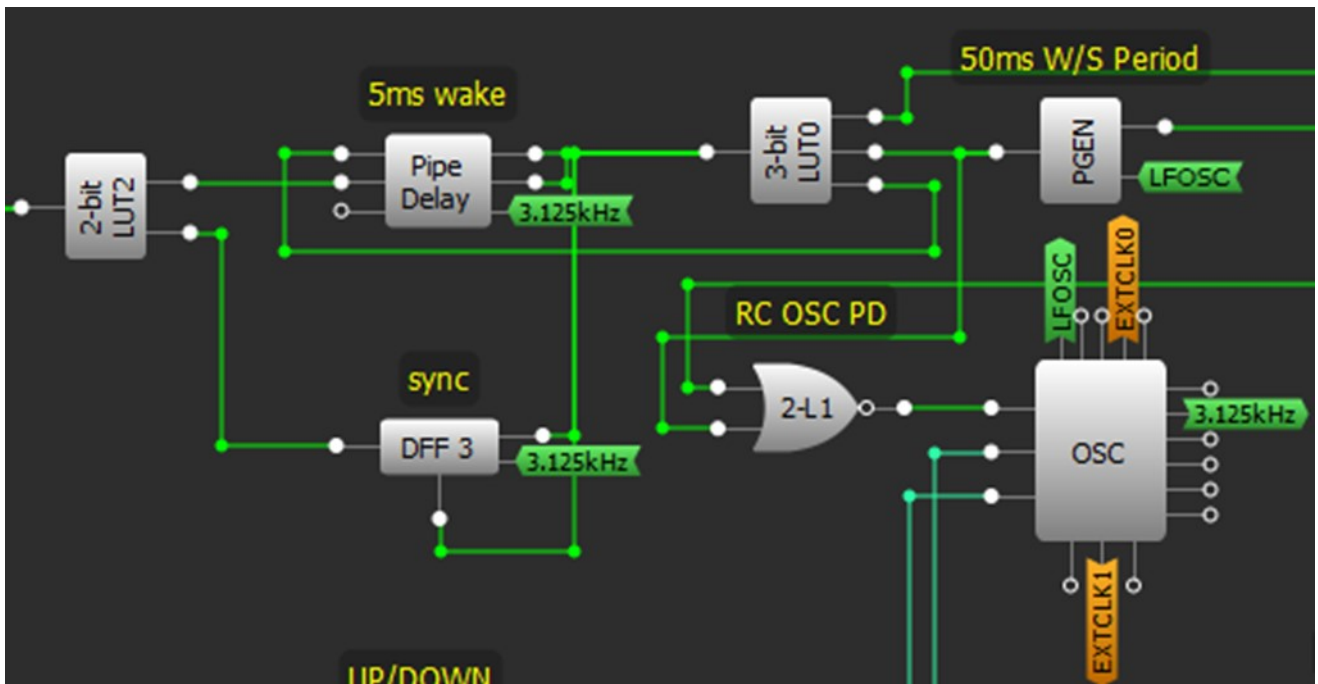 50ms W/S Period
5ms wake
2-bit
LUT2
Pipe
Delay
3.125kHz
3-bit
LUT0
PGEN
LFOSC
LFOSC
EXTCLK0
RC OSC PD
sync
DFF 3
3.125kHz
2-L1
OSC
3.125kHz
EXTCLK1
UP/DOWN